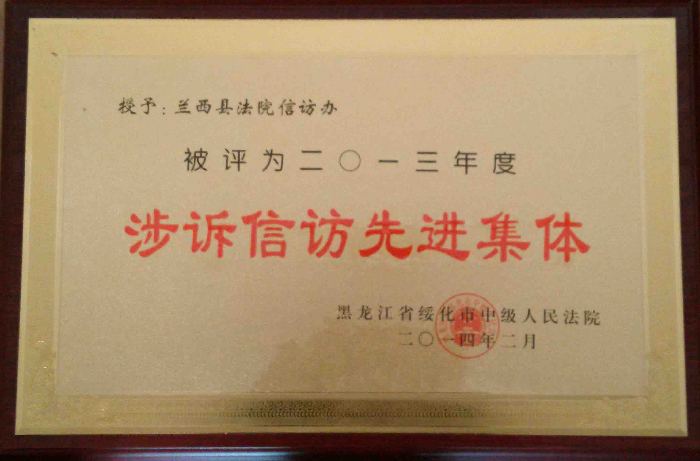 授予：兰西县法院信访办
被评为二〇一三年度
涉诉信访先进集体
黑龙江省绥化市中级人民法院
二〇一四年二月